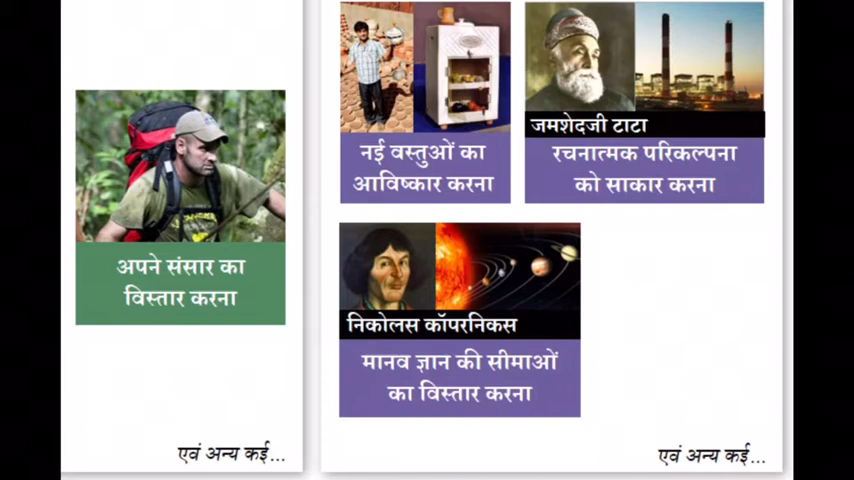 अपने संसार का
विस्तार करना
एवं अन्य कई...
नई वस्तुओं का
आविष्कार करना
जमशेदजी टाटा
रचनात्मक परिकल्पना
को साकार करना
निकोलस कॉपरनिकस
मानव ज्ञान की सीमाओं
का विस्तार करना
एवं अन्य कई...